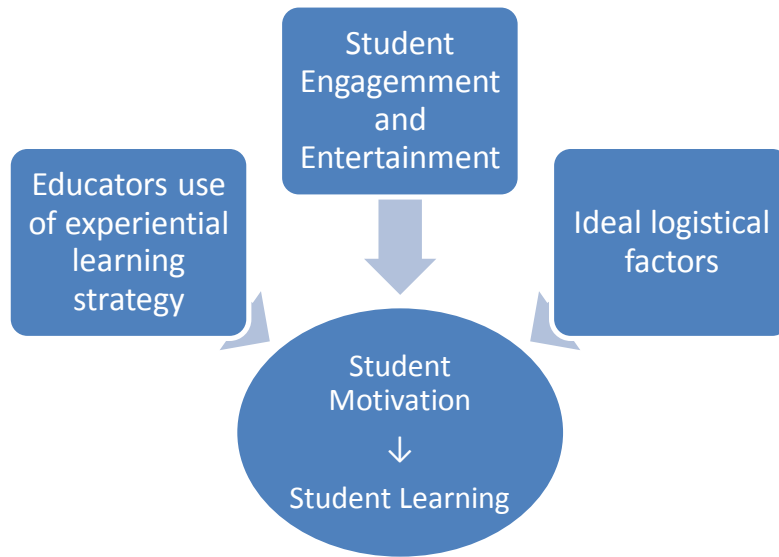 Student
Engagemment
and
Entertainment
Educators use
of experiential
learning
strategy
Ideal logistical
factors
Student
Motivation
↓
Student Learning